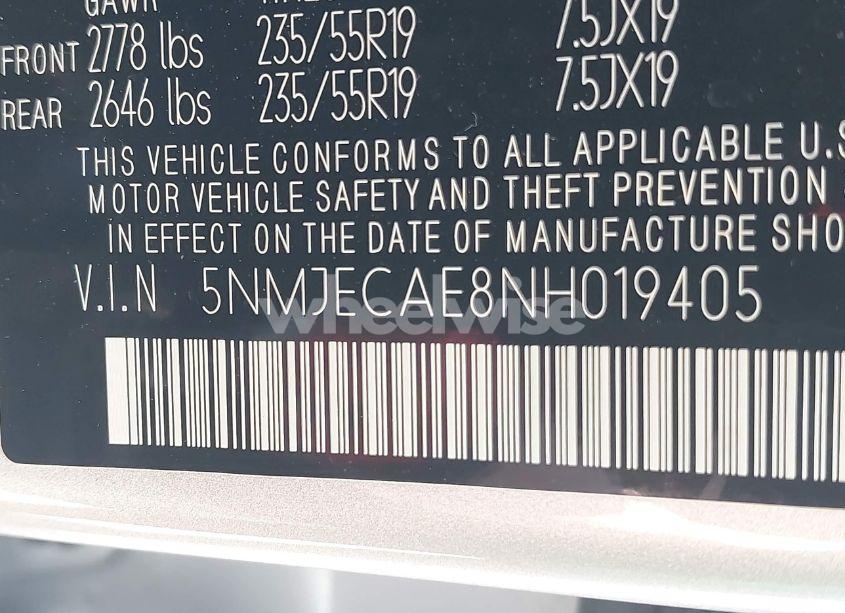 GAWR
FRONT 2778 lbs 235/55R19 7.5JX19
REAR 2646 lbs 235/55R19 7.5JX19
THIS VEHICLE CONFORMS TO ALL APPLICABLE U.S
MOTOR VEHICLE SAFETY AND THEFT PREVENTION
IN EFFECT ON THE DATE OF MANUFACTURE SHO
V.I.N 5NMJECAE8NH019405
wheelwise